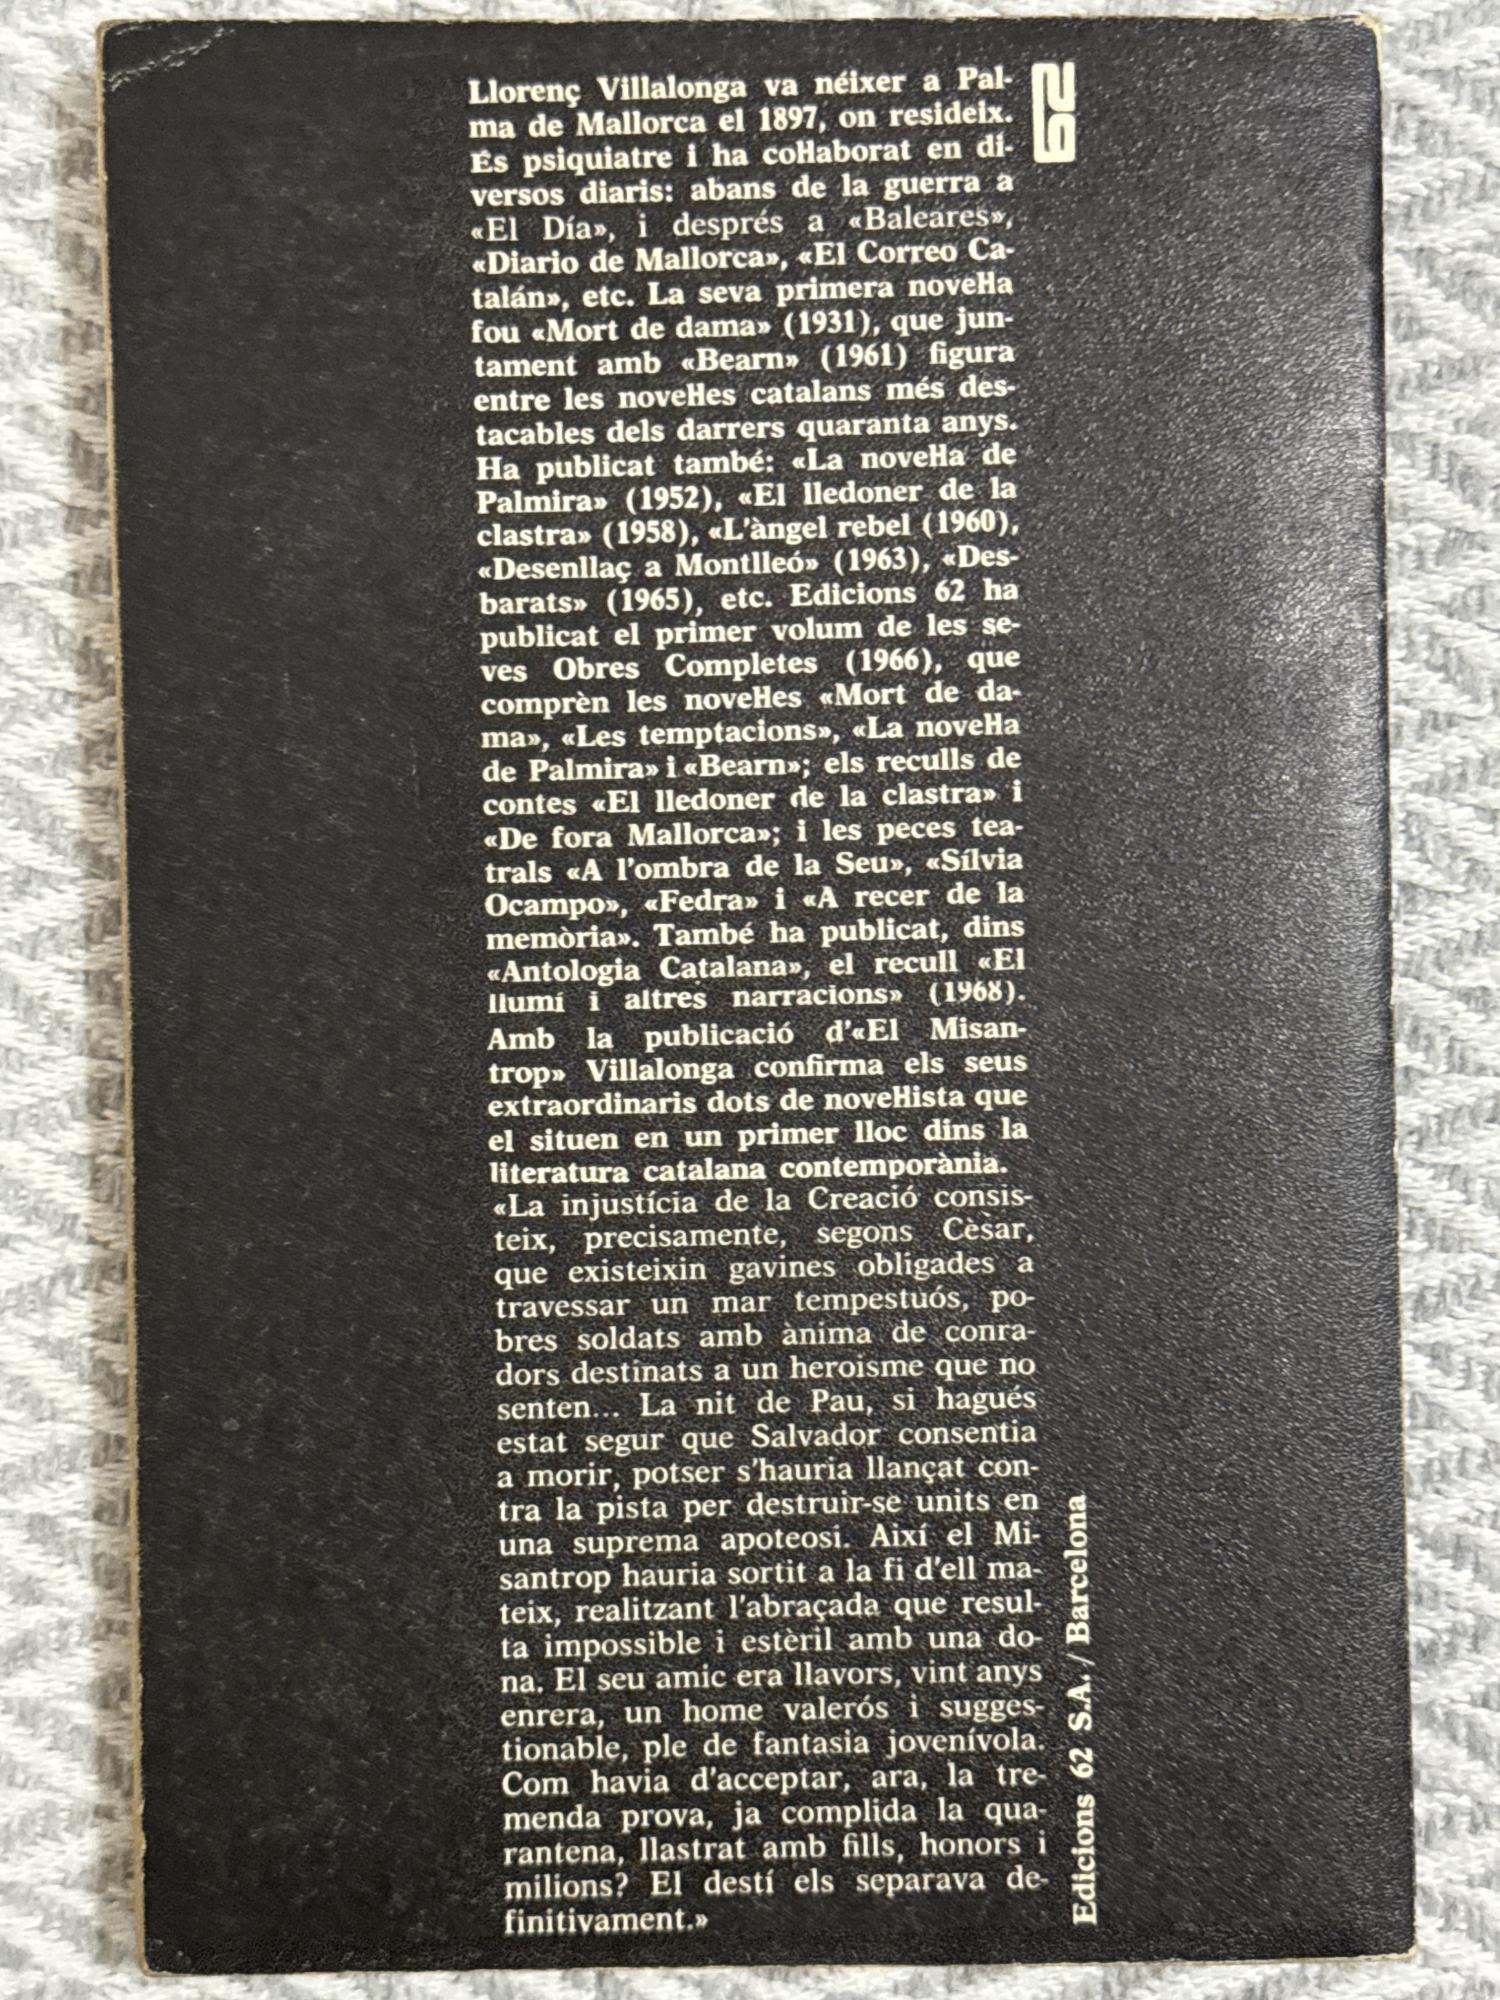 Llorenç Villalonga va néixer a Pal-
ma de Mallorca el 1897, on resideix.
És psiquiatre i ha coŀlaborat en di-
versos diaris: abans de la guerra a
«El Día», i després a «Baleares»,
«Diario de Mallorca», «El Correo Ca-
talán», etc. La seva primera noveŀla
fou «Mort de dama» (1931), que jun-
tament amb «Bearn» (1961) figura
entre les noveŀles catalans més des-
tacables dels darrers quaranta anys.
Ha publicat també: «La noveŀla de
Palmira» (1952), «El lledoner de la
clastra» (1958), «L'àngel rebel (1960),
«Desenllaç a Montlleó» (1963), «Des-
barats» (1965), etc. Edicions 62 ha
publicat el primer volum de les se-
ves Obres Completes (1966), que
comprèn les noveŀles «Mort de da-
ma», «Les temptacions», «La noveŀla
de Palmira» i «Bearn»; els reculls de
contes «El lledoner de la clastra» i
«De fora Mallorca»; i les peces tea-
trals «A l'ombra de la Seu», «Sílvia
Ocampo», «Fedra» i «A recer de la
memòria». També ha publicat, dins
«Antologia Catalana», el recull «El
llumí i altres narracions» (1968).
Amb la publicació d'«El Misan-
trop» Villalonga confirma els seus
extraordinaris dots de noveŀlista que
el situen en un primer lloc dins la
literatura catalana contemporània.
«La injustícia de la Creació consis-
teix, precisamente, segons Cèsar,
que existeixin gavines obligades a
travessar un mar tempestuós, po-
bres soldats amb ànima de conra-
dors destinats a un heroisme que no
senten... La nit de Pau, si hagués
estat segur que Salvador consentia
a morir, potser s'hauria llançat con-
tra la pista per destruir-se units en
una suprema apoteosi. Així el Mi-
santrop hauria sortit a la fi d'ell ma-
teix, realitzant l'abraçada que resul-
ta impossible i estèril amb una do-
na. El seu amic era llavors, vint anys
enrera, un home valerós i sugges-
tionable, ple de fantasia jovenívola.
Com havia d'acceptar, ara, la tre-
menda prova, ja complida la qua-
rantena, llastrat amb fills, honors i
milions? El destí els separava de-
finitivament.»
62
Edicions 62 S.A. / Barcelona